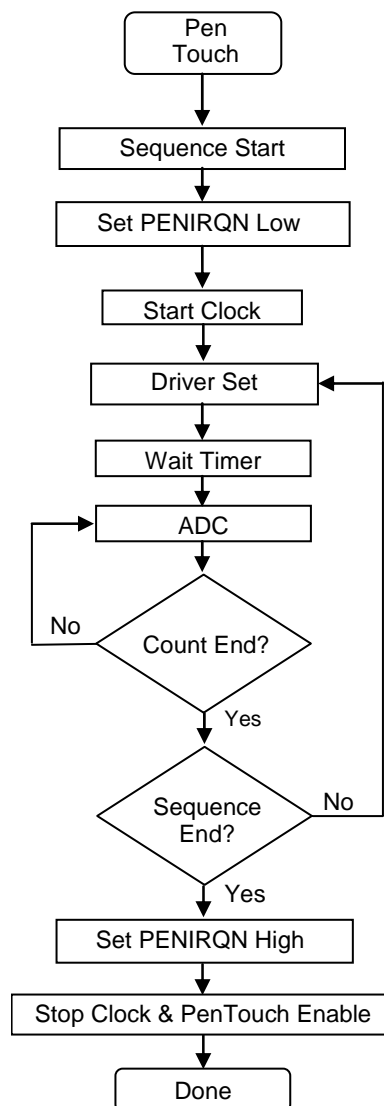 Pen
Touch
Sequence Start
Set PENIRQN Low
Start Clock
Driver Set
Wait Timer
ADC
No
Count End?
Yes
Sequence
End?
No
Yes
Set PENIRQN High
Stop Clock & PenTouch Enable
Done